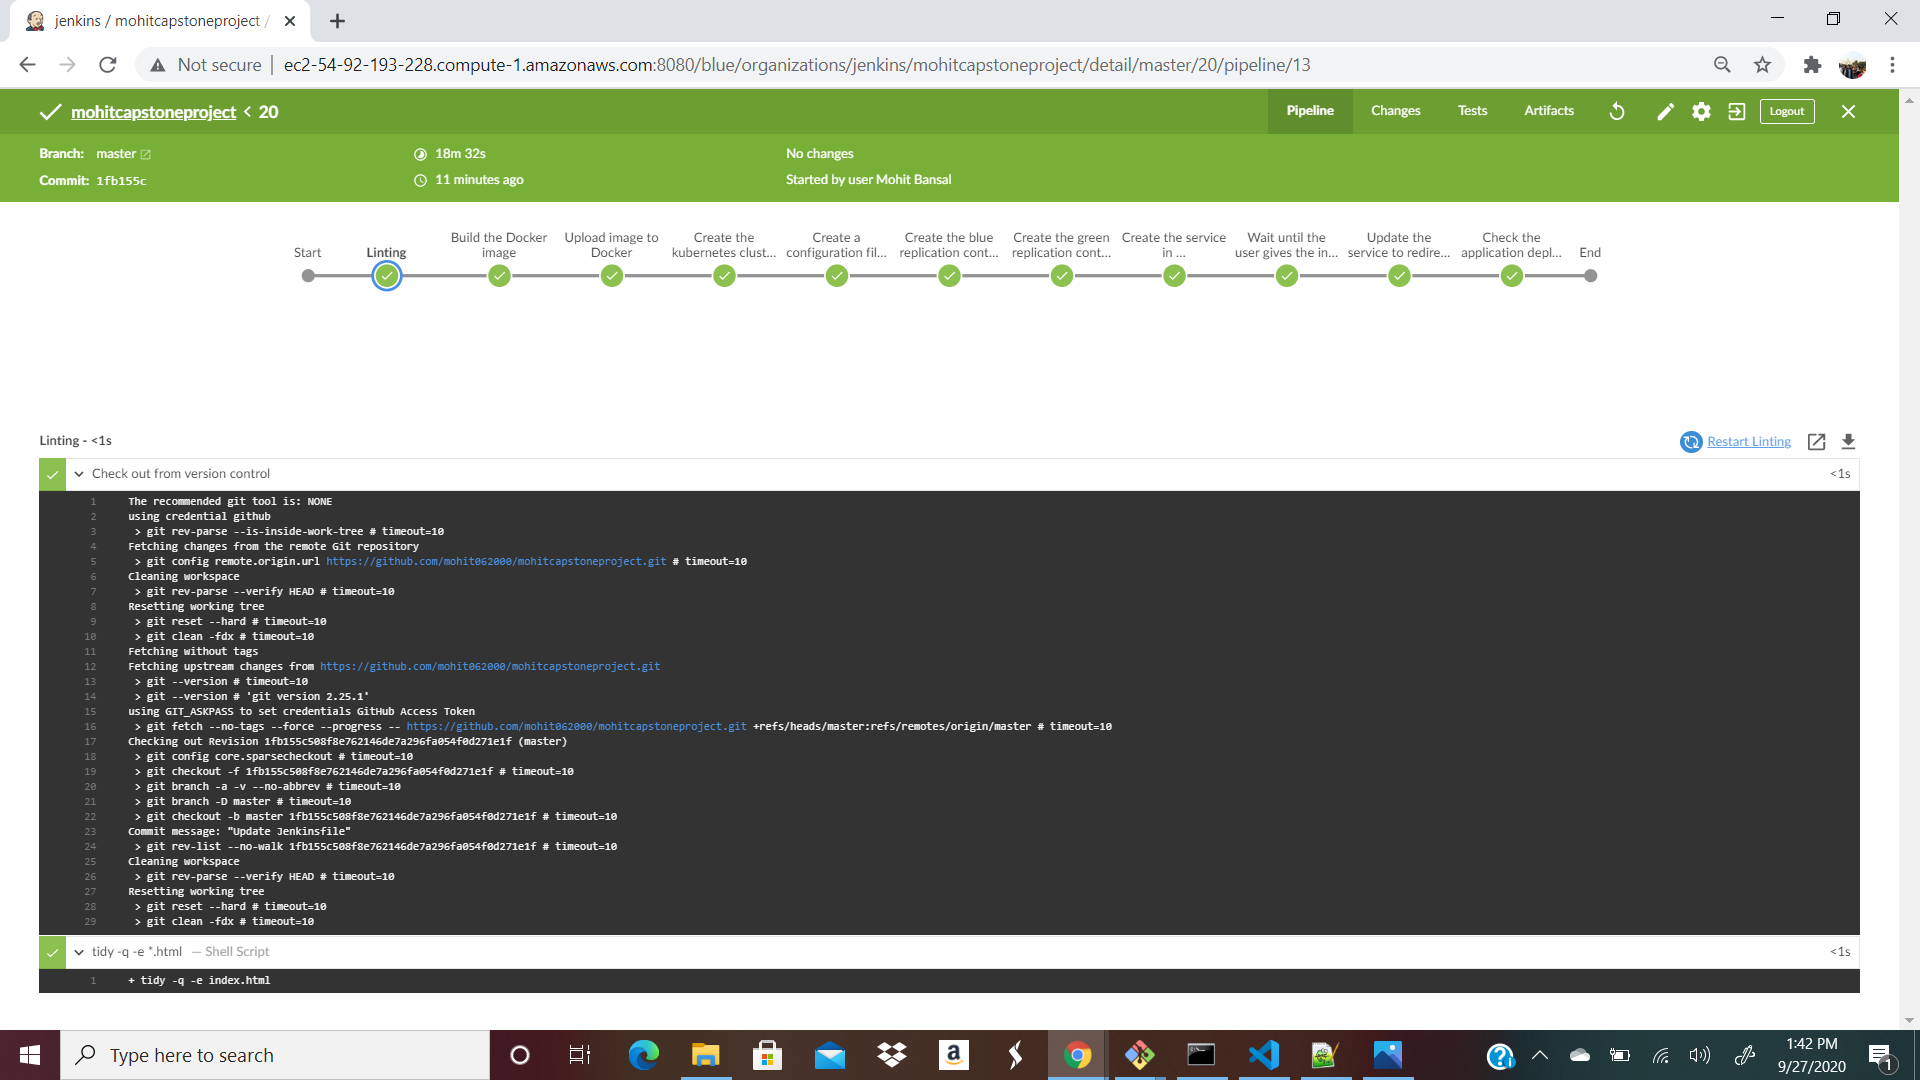 jenkins / mohitcapstoneproject /
Not secure | ec2-54-92-193-228.compute-1.amazonaws.com:8080/blue/organizations/jenkins/mohitcapstoneproject/detail/master/20/pipeline/13
mohitcapstoneproject < 20
Pipeline Changes Tests Artifacts Logout
Branch: master 18m 32s No changes
Commit: 1fb155c 11 minutes ago Started by user Mohit Bansal
Start
Linting
Build the Docker
image
Upload image to
Docker
Create the
kubernetes clust...
Create a
configuration fil...
Create the blue
replication cont...
Create the green
replication cont...
Create the service
in ...
Wait until the
user gives the in...
Update the
service to redire...
Check the
application depl...
End
Linting - <1s
Restart Linting
Check out from version control <1s
1 The recommended git tool is: NONE
2 using credential github
3 > git rev-parse --is-inside-work-tree # timeout=10
4 Fetching changes from the remote Git repository
5 > git config remote.origin.url https://github.com/mohit062000/mohitcapstoneproject.git # timeout=10
6 Cleaning workspace
7 > git rev-parse --verify HEAD # timeout=10
8 Resetting working tree
9 > git reset --hard # timeout=10
10 > git clean -fdx # timeout=10
11 Fetching without tags
12 Fetching upstream changes from https://github.com/mohit062000/mohitcapstoneproject.git
13 > git --version # timeout=10
14 > git --version # 'git version 2.25.1'
15 using GIT_ASKPASS to set credentials GitHub Access Token
16 > git fetch --no-tags --force --progress -- https://github.com/mohit062000/mohitcapstoneproject.git +refs/heads/master:refs/remotes/origin/master # timeout=10
17 Checking out Revision 1fb155c508f8e762146de7a296fa054f0d271e1f (master)
18 > git config core.sparsecheckout # timeout=10
19 > git checkout -f 1fb155c508f8e762146de7a296fa054f0d271e1f # timeout=10
20 > git branch -a -v --no-abbrev # timeout=10
21 > git branch -D master # timeout=10
22 > git checkout -b master 1fb155c508f8e762146de7a296fa054f0d271e1f # timeout=10
23 Commit message: "Update Jenkinsfile"
24 > git rev-list --no-walk 1fb155c508f8e762146de7a296fa054f0d271e1f # timeout=10
25 Cleaning workspace
26 > git rev-parse --verify HEAD # timeout=10
27 Resetting working tree
28 > git reset --hard # timeout=10
29 > git clean -fdx # timeout=10
tidy -q -e *.html — Shell Script <1s
1 + tidy -q -e index.html
Type here to search
1:42 PM
9/27/2020
1